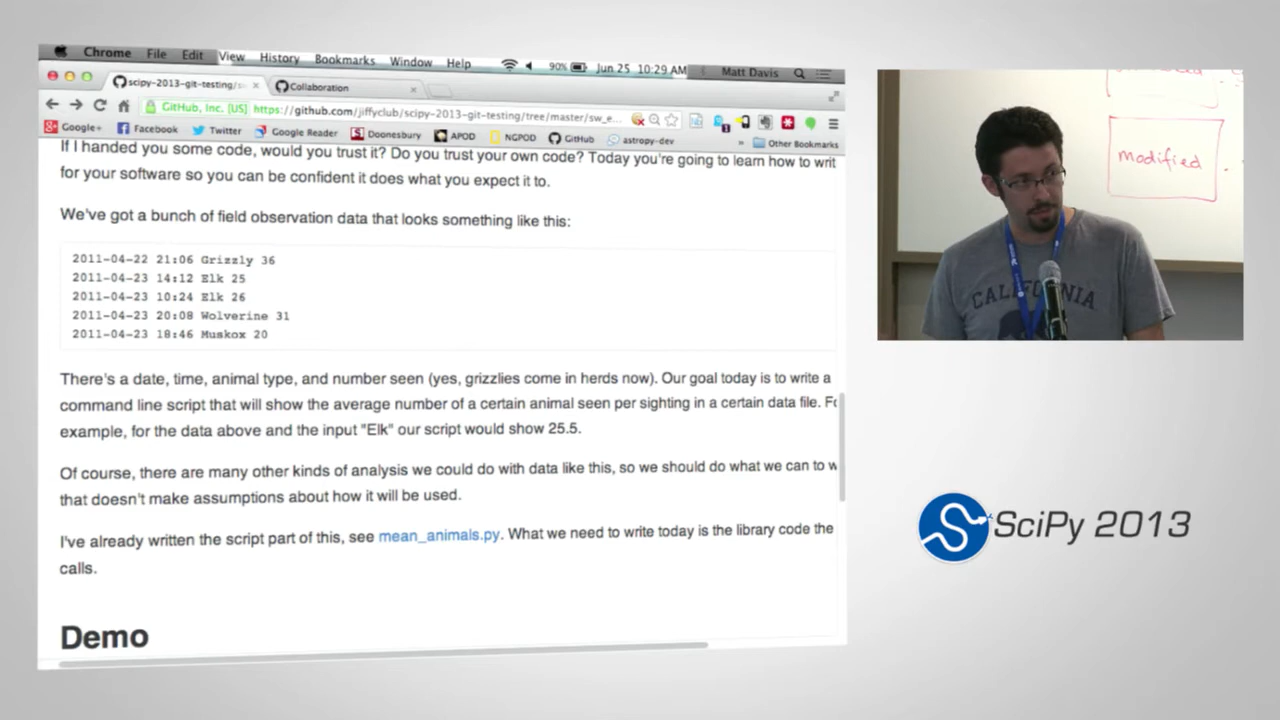 Chrome File Edit View History Bookmarks Window Help 90% Jun 25 10:29 AM Matt Davis
scipy-2013-git-testing/sw Collaboration
GitHub, Inc. [US] https://github.com/jiffyclub/scipy-2013-git-testing/tree/master/sw_e...
Google+ Facebook Twitter Google Reader Doonesbury APOD NGPOD GitHub astropy-dev » Other Bookmarks
If I handed you some code, would you trust it? Do you trust your own code? Today you're going to learn how to writ
for your software so you can be confident it does what you expect it to.
We've got a bunch of field observation data that looks something like this:
2011-04-22 21:06 Grizzly 36
2011-04-23 14:12 Elk 25
2011-04-23 10:24 Elk 26
2011-04-23 20:08 Wolverine 31
2011-04-23 18:46 Muskox 20
There's a date, time, animal type, and number seen (yes, grizzlies come in herds now). Our goal today is to write a
command line script that will show the average number of a certain animal seen per sighting in a certain data file. Fo
example, for the data above and the input "Elk" our script would show 25.5.
Of course, there are many other kinds of analysis we could do with data like this, so we should do what we can to w
that doesn't make assumptions about how it will be used.
I've already written the script part of this, see mean_animals.py. What we need to write today is the library code the
calls.
Demo
modified
CALIFORNIA
SciPy 2013